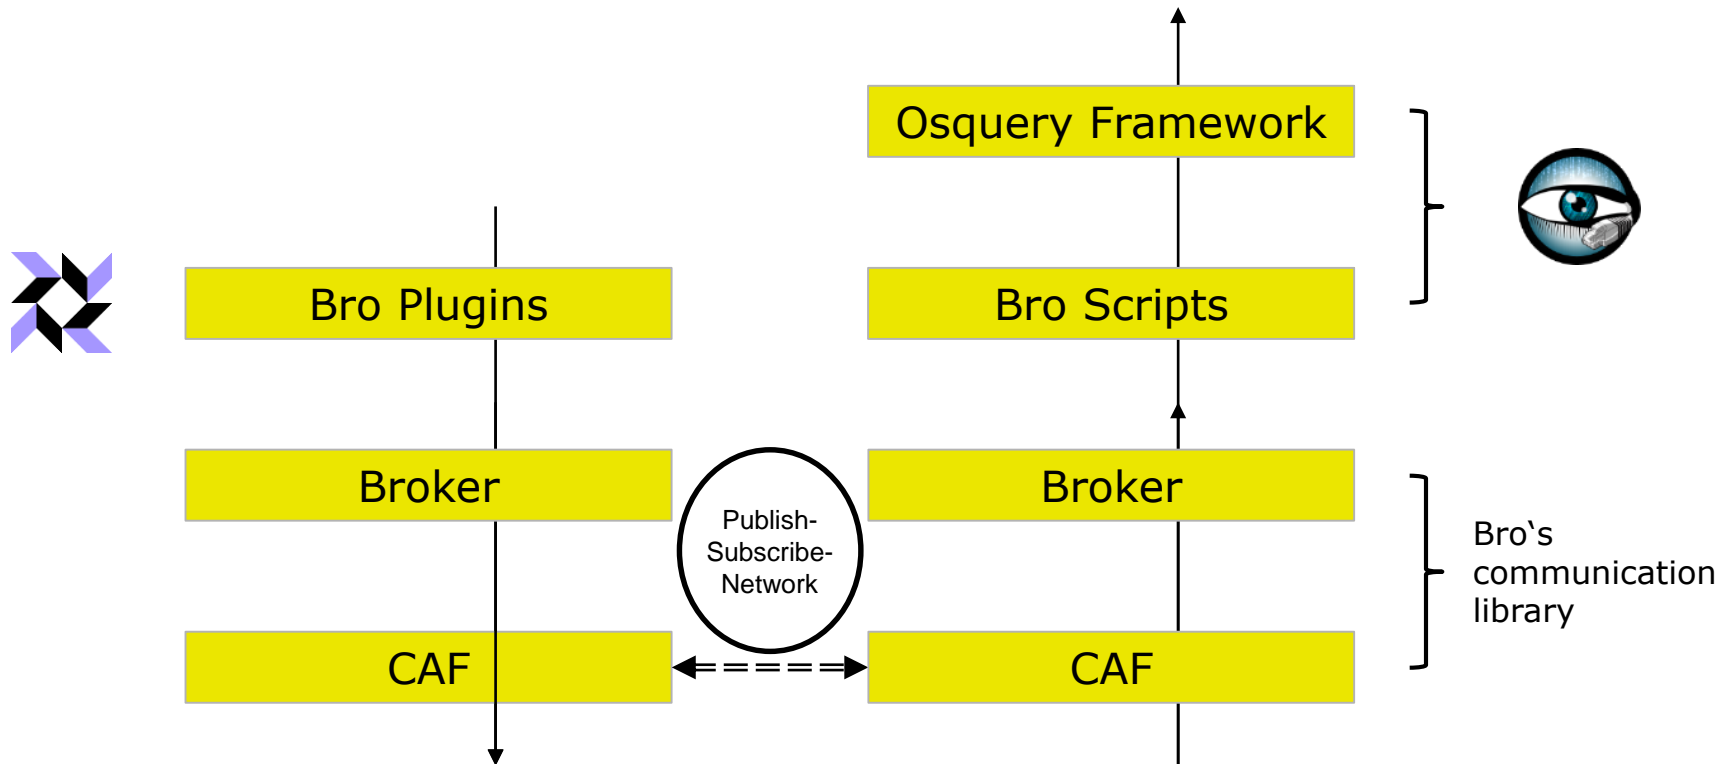 Osquery Framework
Bro Plugins
Bro Scripts
Broker
Broker
Publish-
Subscribe-
Network
Bro‘s
communication
library
CAF
CAF